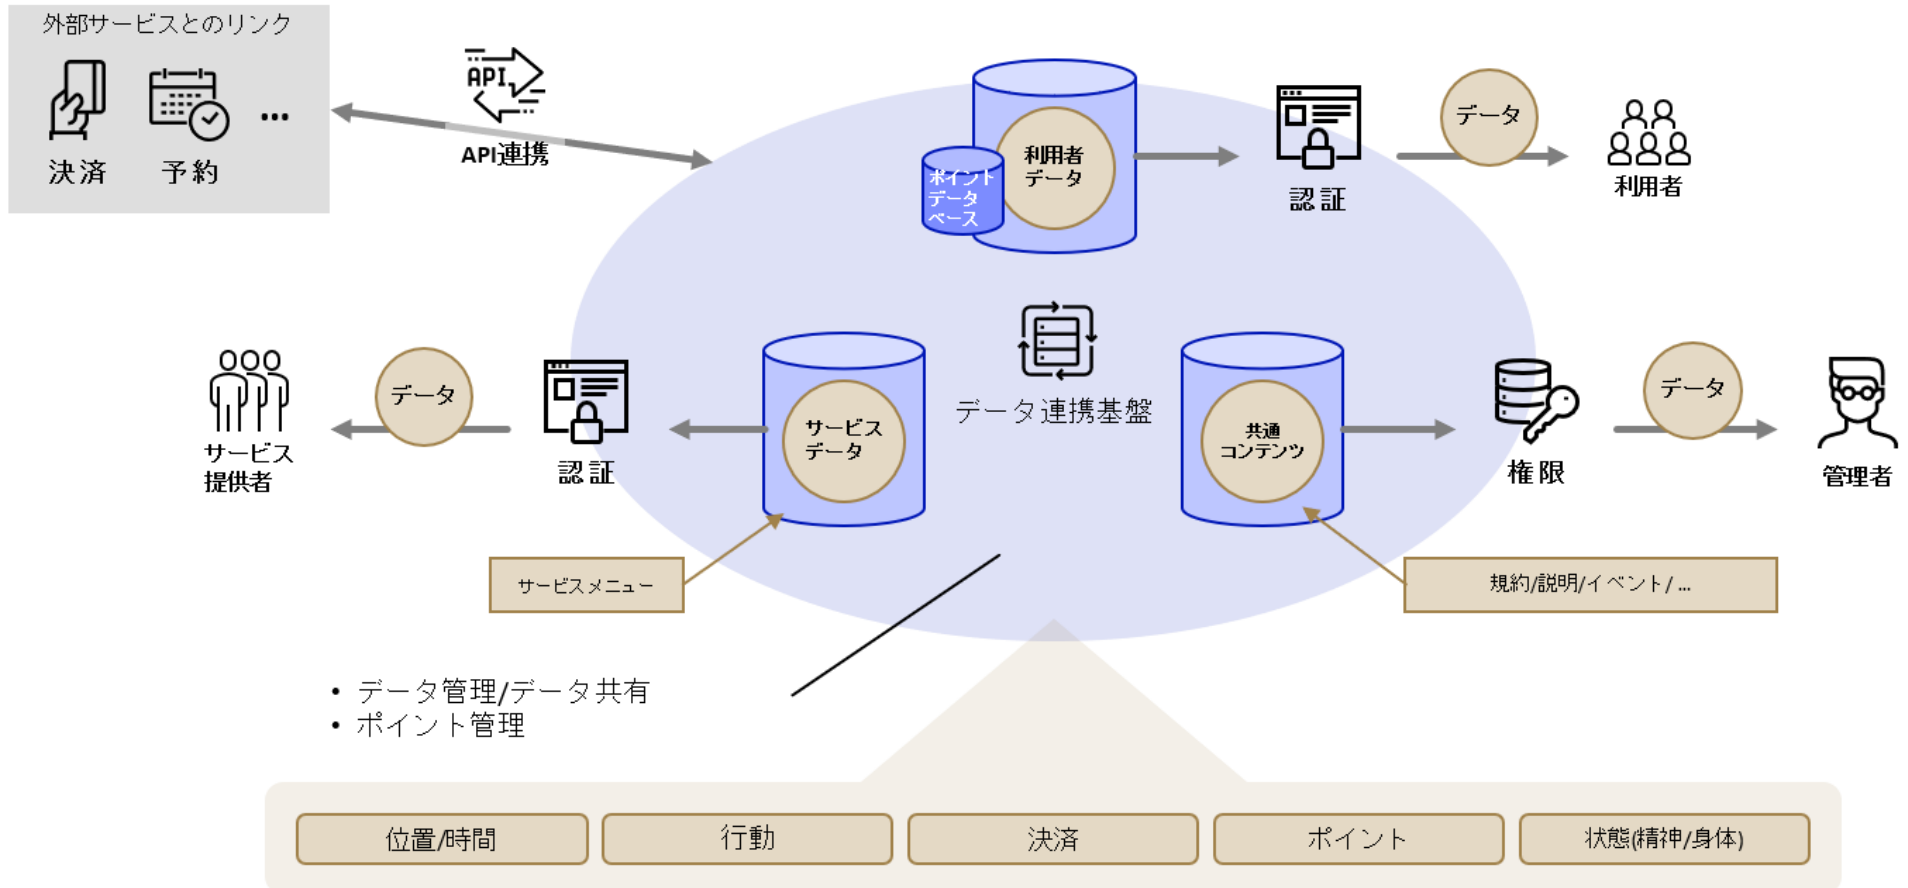 外部サービスとのリンク
決済
予約
...
API
API連携
ポイント
データ
ベース
利用者
データ
認証
データ
利用者
サービス
提供者
データ
認証
サービス
データ
データ連携基盤
共通
コンテンツ
権限
データ
管理者
サービスメニュー
規約/説明/イベント/ ...
• データ管理/データ共有
• ポイント管理
位置/時間
行動
決済
ポイント
状態(精神/身体)